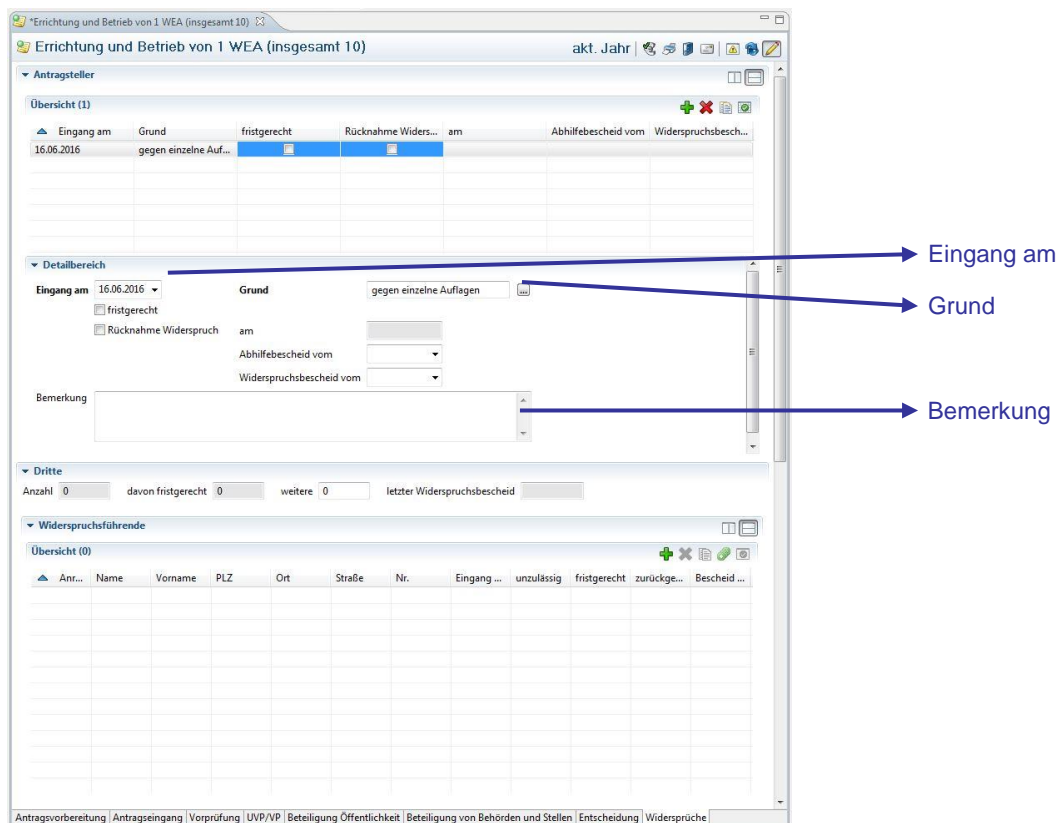 *Errichtung und Betrieb von 1 WEA (insgesamt 10)
Errichtung und Betrieb von 1 WEA (insgesamt 10) akt. Jahr
Antragsteller
Übersicht (1)
Eingang am Grund fristgerecht Rücknahme Widers... am Abhilfebescheid vom Widerspruchsbesch...
16.06.2016 gegen einzelne Auf...
Detailbereich
Eingang am
Eingang am 16.06.2016 Grund gegen einzelne Auflagen ...
Grund
fristgerecht
Rücknahme Widerspruch am
Abhilfebescheid vom
Widerspruchsbescheid vom
Bemerkung
Bemerkung
Dritte
Anzahl 0 davon fristgerecht 0 weitere 0 letzter Widerspruchsbescheid
Widerspruchsführende
Übersicht (0)
Anr... Name Vorname PLZ Ort Straße Nr. Eingang ... unzulässig fristgerecht zurückge... Bescheid ...
Antragsvorbereitung Antragseingang Vorprüfung UVP/VP Beteiligung Öffentlichkeit Beteiligung von Behörden und Stellen Entscheidung Widersprüche